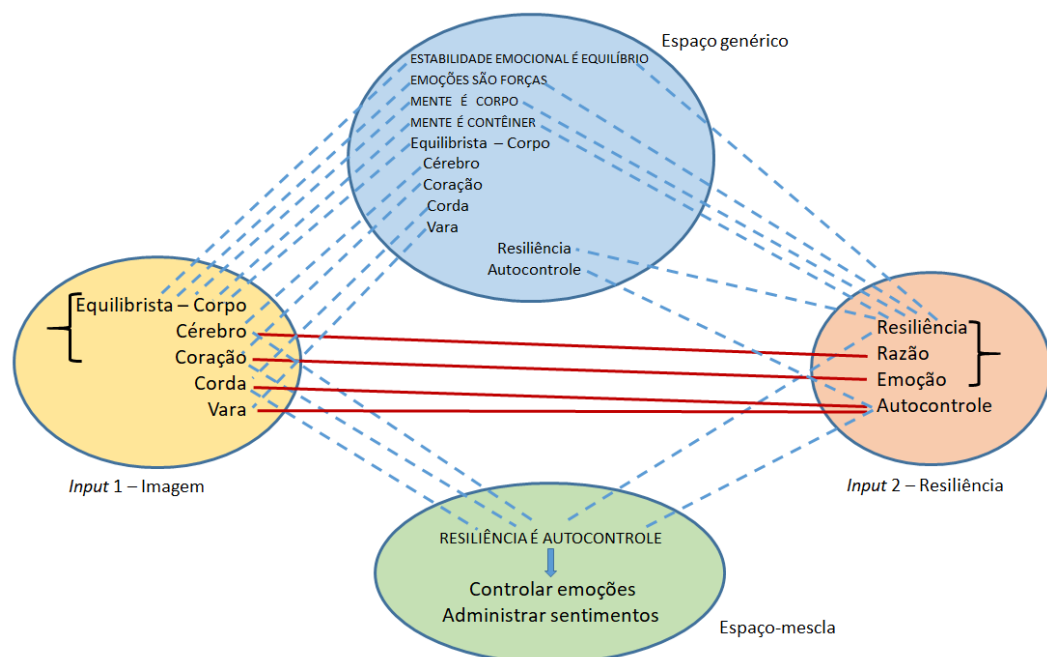 Espaço genérico
ESTABILIDADE EMOCIONAL É EQUILÍBRIO
EMOÇÕES SÃO FORÇAS
MENTE É CORPO
MENTE É CONTÊINER
Equilibrista – Corpo
Cérebro
Coração
Corda
Vara
Resiliência
Autocontrole
Equilibrista – Corpo
Cérebro
Coração
Corda
Vara
Input 1 – Imagem
Resiliência
Razão
Emoção
Autocontrole
Input 2 – Resiliência
RESILIÊNCIA É AUTOCONTROLE
Controlar emoções
Administrar sentimentos
Espaço-mescla